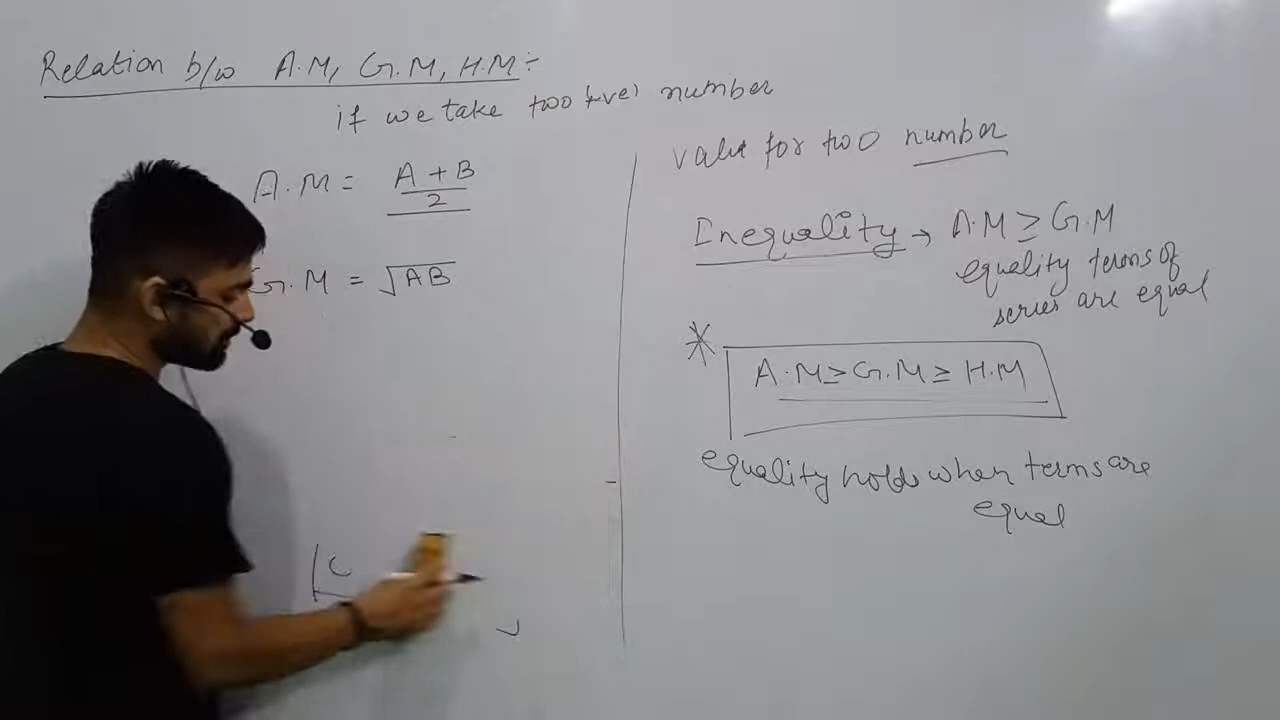 Relation b/w A.M, G.M, H.M ÷
if we take two +ve number
A.M = A + B / 2
G.M = √AB
(C
valid for two number
Inequality → A.M ≥ G.M
equality terms of
series are equal
* A.M ≥ G.M ≥ H.M
equality holds when terms are
equal